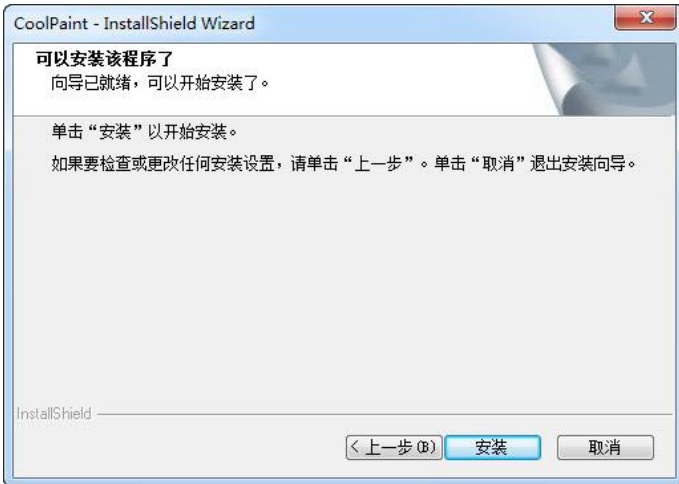 CoolPaint - InstallShield Wizard
可以安装该程序了
向导已就绪，可以开始安装了。
单击“安装”以开始安装。
如果要检查或更改任何安装设置，请单击“上一步”。单击“取消”退出安装向导。
InstallShield
< 上一步(B) 安装 取消